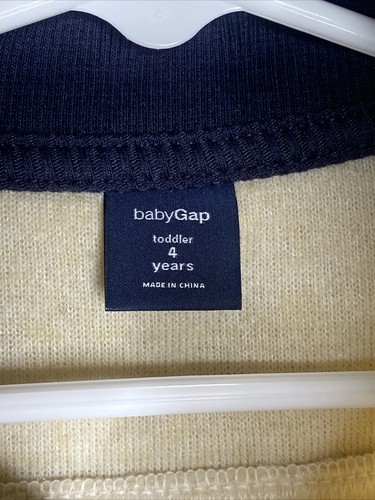 babyGap
toddler
4
years
MADE IN CHINA